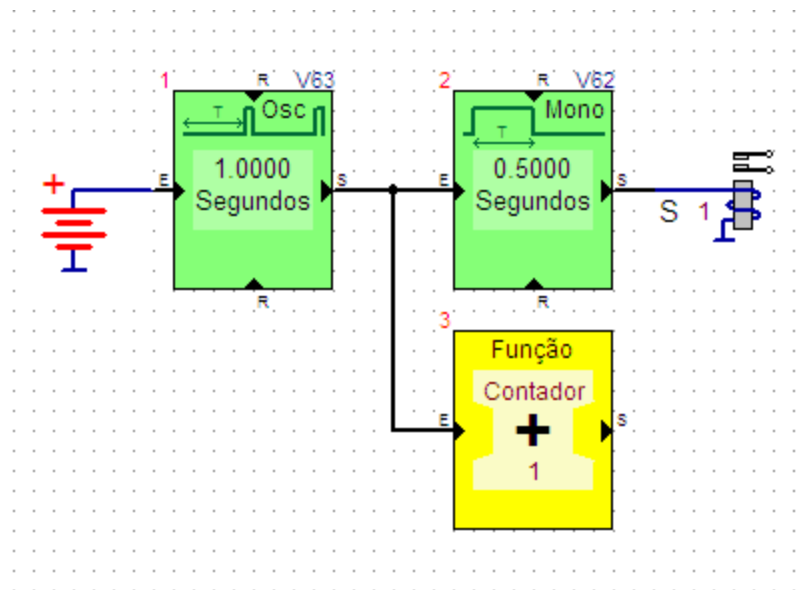 1 R V63
T Osc
1.0000
Segundos
E S
R
2 R V62
T Mono
0.5000
Segundos
E S
R
S 1
+
3
Função
Contador
+
1
E S